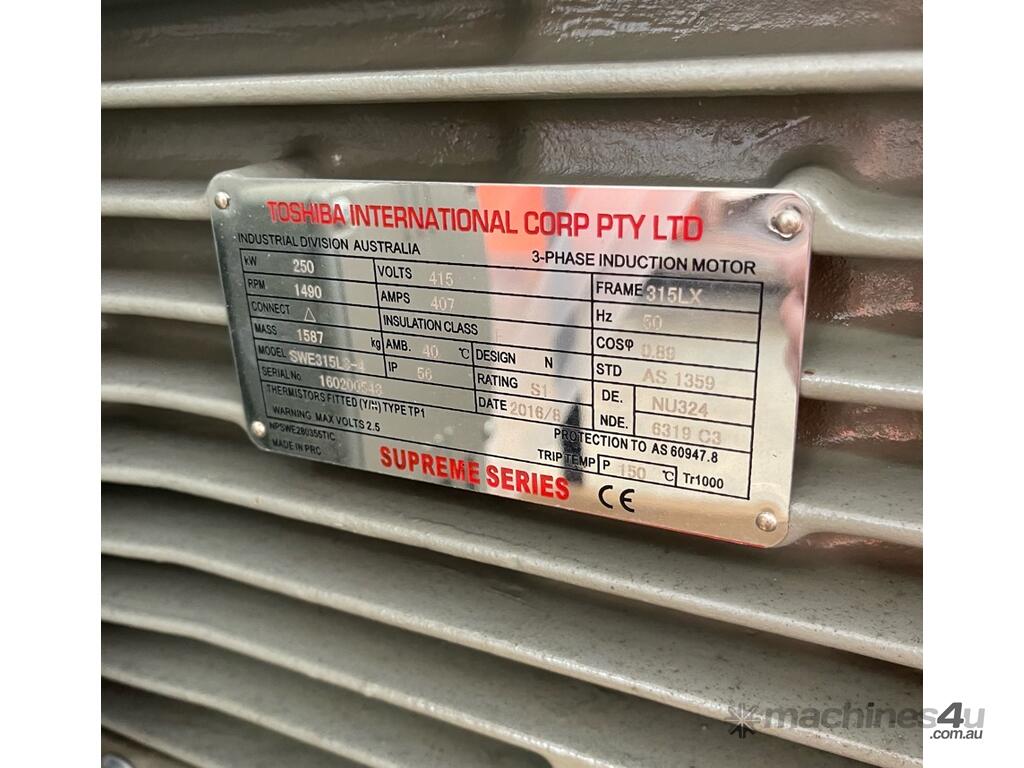 TOSHIBA INTERNATIONAL CORP PTY LTD
INDUSTRIAL DIVISION AUSTRALIA
3-PHASE INDUCTION MOTOR
kW 250 VOLTS 415 FRAME 315LX
RPM 1490 AMPS 407 Hz 50
CONNECT △ INSULATION CLASS F COSφ 0.89
MASS 1587 kg AMB. 40 °C DESIGN N STD AS 1359
MODEL IP 56 RATING S1 DE. NU324
SERIAL No. DATE 2016/8 NDE. 6319 C3
THERMISTORS FITTED (Y/N) TYPE TP1 PROTECTION TO AS 60947.8
WARNING MAX VOLTS 2.5 TRIP TEMP P 150 °C Tr1000
NPSWE280355TIC
MADE IN PRC
SUPREME SERIES CE
machines4u
.com.au